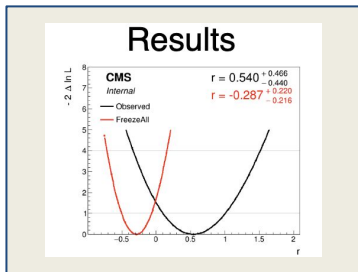 Results
CMS
Internal
Observed
FreezeAll
r = 0.540 +0.466 −0.440
r = -0.287 +0.220 −0.216
- 2 Δ ln L
8
7
6
5
4
3
2
1
0
−0.5 0 0.5 1 1.5 2
r